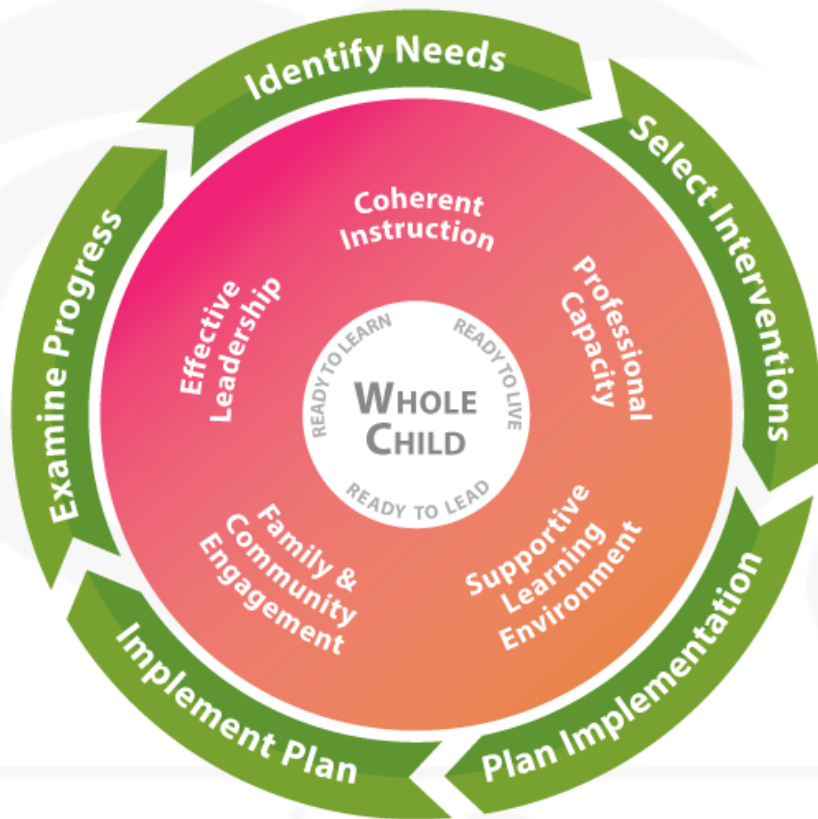 Identify Needs
Select Interventions
Plan Implementation
Implement Plan
Examine Progress
Coherent
Instruction
Professional
Capacity
Supportive
Learning
Environment
Family &
Community
Engagement
Effective
Leadership
READY TO LEARN
READY TO LIVE
READY TO LEAD
WHOLE
CHILD